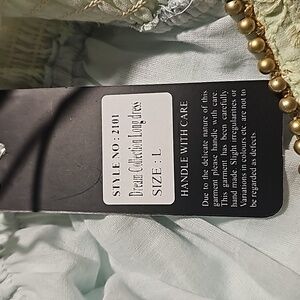 STYLE NO : 2101
Dream Collection Long dress
SIZE : L
HANDLE WITH CARE
Due to the delicate nature of this
garment please handle with care
This garment has been carefully
hand made Slight irregularities or
Variations in colours etc are not to
be regarded as defects